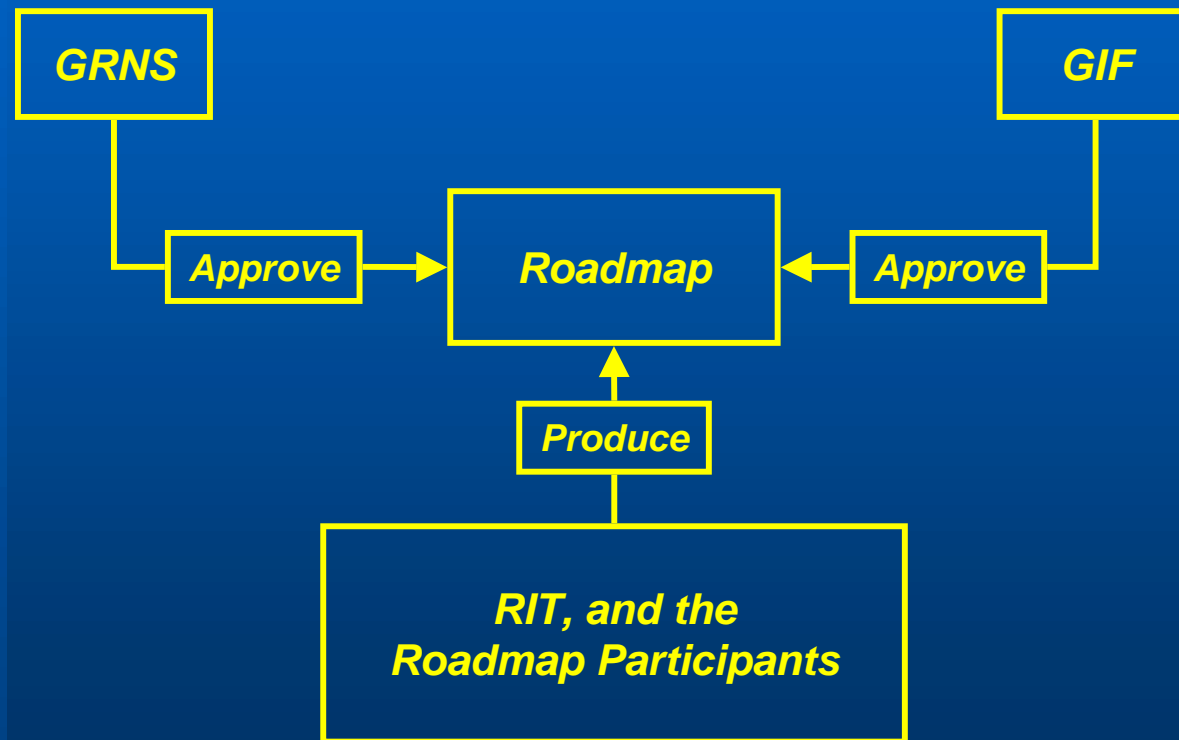 GRNS
GIF
Approve
Roadmap
Approve
Produce
RIT, and the
Roadmap Participants